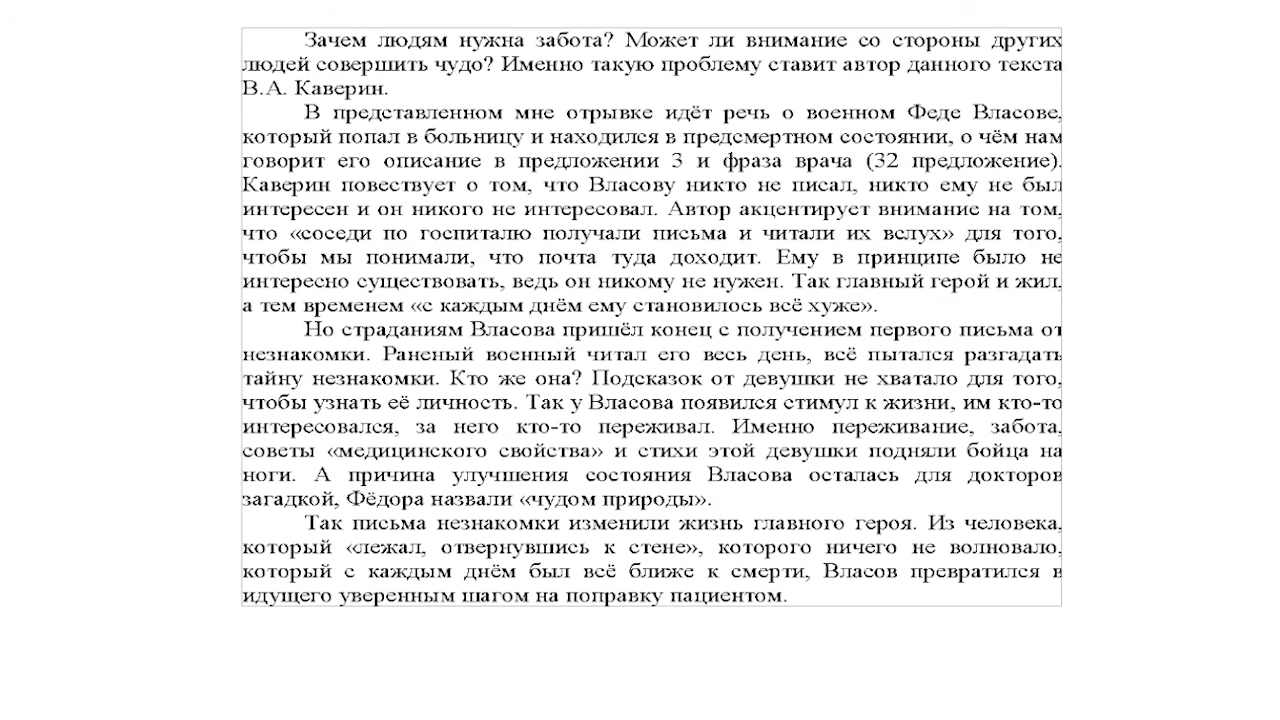 Зачем людям нужна забота? Может ли внимание со стороны других
людей совершить чудо? Именно такую проблему ставит автор данного текста
В.А. Каверин.
В представленном мне отрывке идёт речь о военном Феде Власове,
который попал в больницу и находился в предсмертном состоянии, о чём нам
говорит его описание в предложении 3 и фраза врача (32 предложение).
Каверин повествует о том, что Власову никто не писал, никто ему не был
интересен и он никого не интересовал. Автор акцентирует внимание на том,
что «соседи по госпиталю получали письма и читали их вслух» для того,
чтобы мы понимали, что почта туда доходит. Ему в принципе было не
интересно существовать, ведь он никому не нужен. Так главный герой и жил,
а тем временем «с каждым днём ему становилось всё хуже».
Но страданиям Власова пришёл конец с получением первого письма от
незнакомки. Раненый военный читал его весь день, всё пытался разгадать
тайну незнакомки. Кто же она? Подсказок от девушки не хватало для того,
чтобы узнать её личность. Так у Власова появился стимул к жизни, им кто-то
интересовался, за него кто-то переживал. Именно переживание, забота,
советы «медицинского свойства» и стихи этой девушки подняли бойца на
ноги. А причина улучшения состояния Власова осталась для докторов
загадкой, Фёдора назвали «чудом природы».
Так письма незнакомки изменили жизнь главного героя. Из человека,
который «лежал, отвернувшись к стене», которого ничего не волновало,
который с каждым днём был всё ближе к смерти, Власов превратился в
идущего уверенным шагом на поправку пациентом.